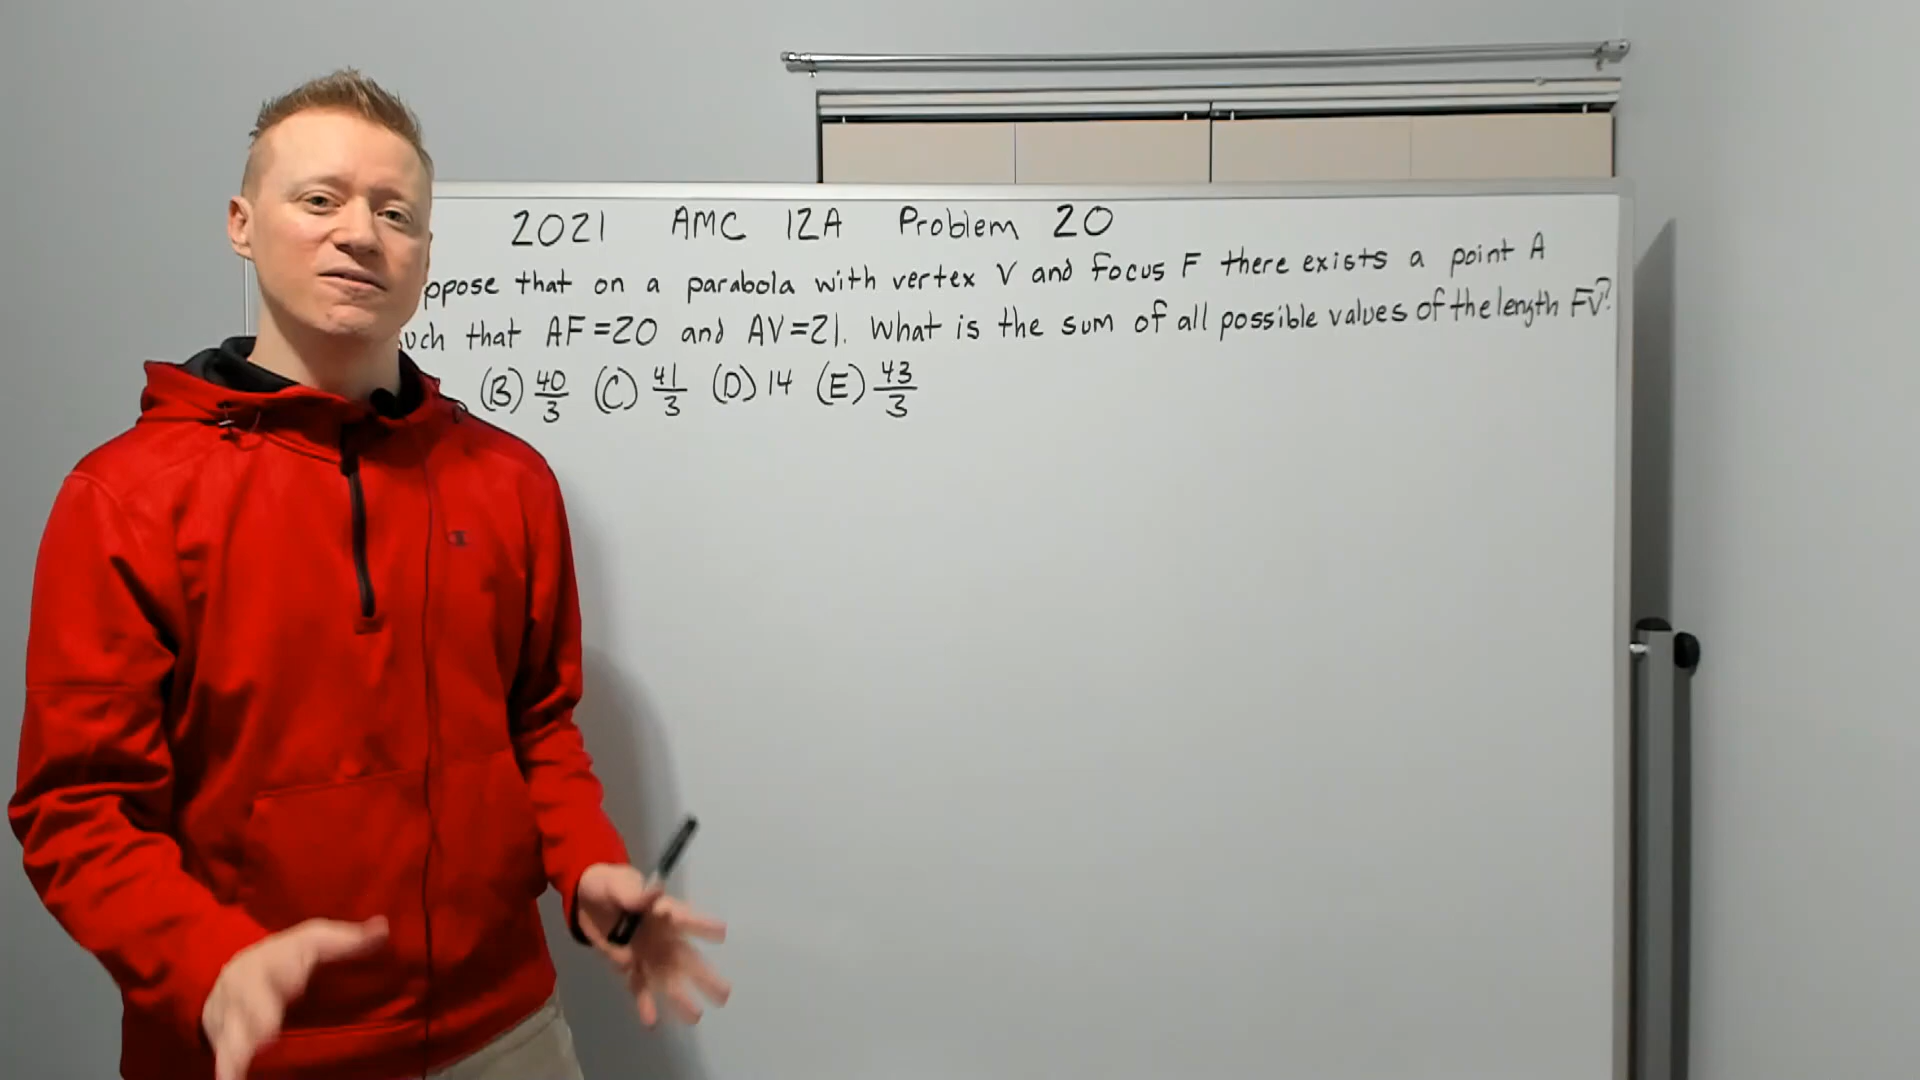 2021 AMC 12A Problem 20
ppose that on a parabola with vertex V and focus F there exists a point A
uch that AF=20 and AV=21. What is the sum of all possible values of the length FV?
(B) 40/3 (C) 41/3 (D) 14 (E) 43/3